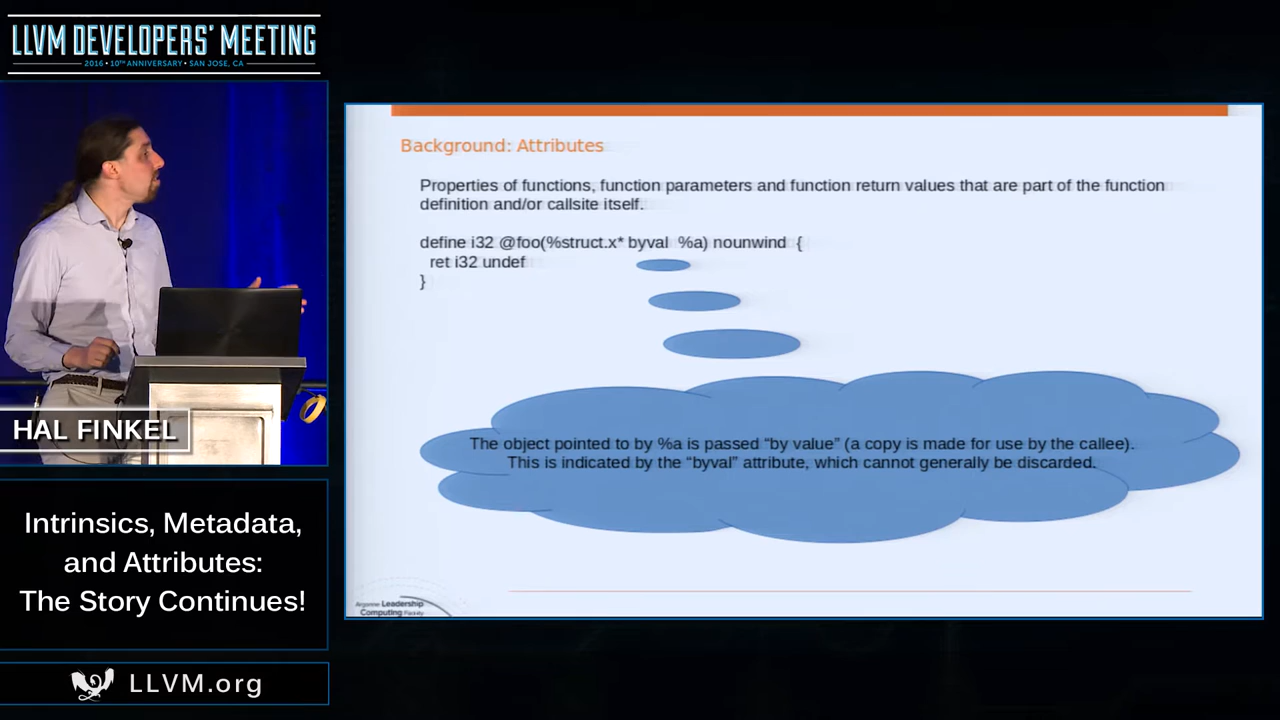 LLVM DEVELOPERS' MEETING
2016 • 10TH ANNIVERSARY • SAN JOSE, CA
HAL FINKEL
Intrinsics, Metadata,
and Attributes:
The Story Continues!
LLVM.org
Background: Attributes
Properties of functions, function parameters and function return values that are part of the function
definition and/or callsite itself.
define i32 @foo(%struct.x* byval %a) nounwind {
ret i32 undef
}
The object pointed to by %a is passed “by value” (a copy is made for use by the callee).
This is indicated by the “byval” attribute, which cannot generally be discarded.
Argonne Leadership
Computing Facility